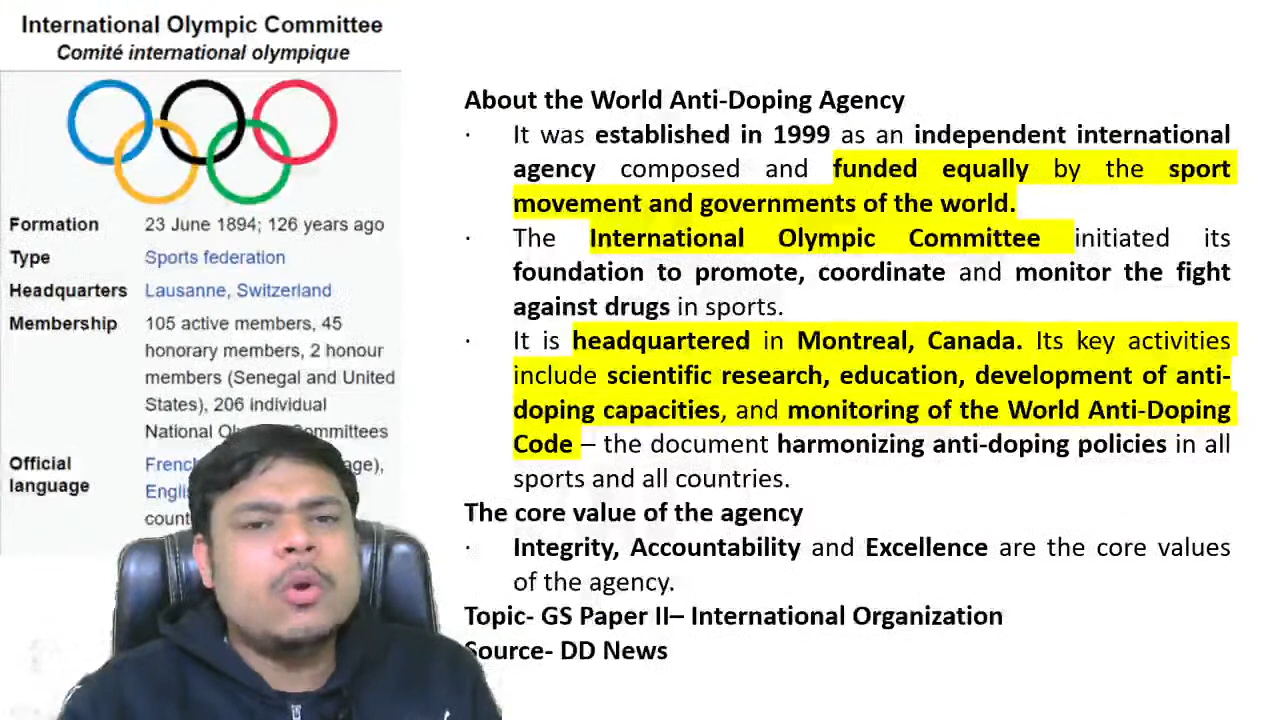 International Olympic Committee
Comité international olympique
Formation 23 June 1894; 126 years ago
Type Sports federation
Headquarters Lausanne, Switzerland
Membership 105 active members, 45
honorary members, 2 honour
members (Senegal and United
States), 206 individual
National Committees
Official
language
About the World Anti-Doping Agency
· It was established in 1999 as an independent international
agency composed and funded equally by the sport
movement and governments of the world.
· The International Olympic Committee initiated its
foundation to promote, coordinate and monitor the fight
against drugs in sports.
· It is headquartered in Montreal, Canada. Its key activities
include scientific research, education, development of anti-
doping capacities, and monitoring of the World Anti-Doping
Code – the document harmonizing anti-doping policies in all
sports and all countries.
The core value of the agency
· Integrity, Accountability and Excellence are the core values
of the agency.
Topic- GS Paper II– International Organization
Source- DD News